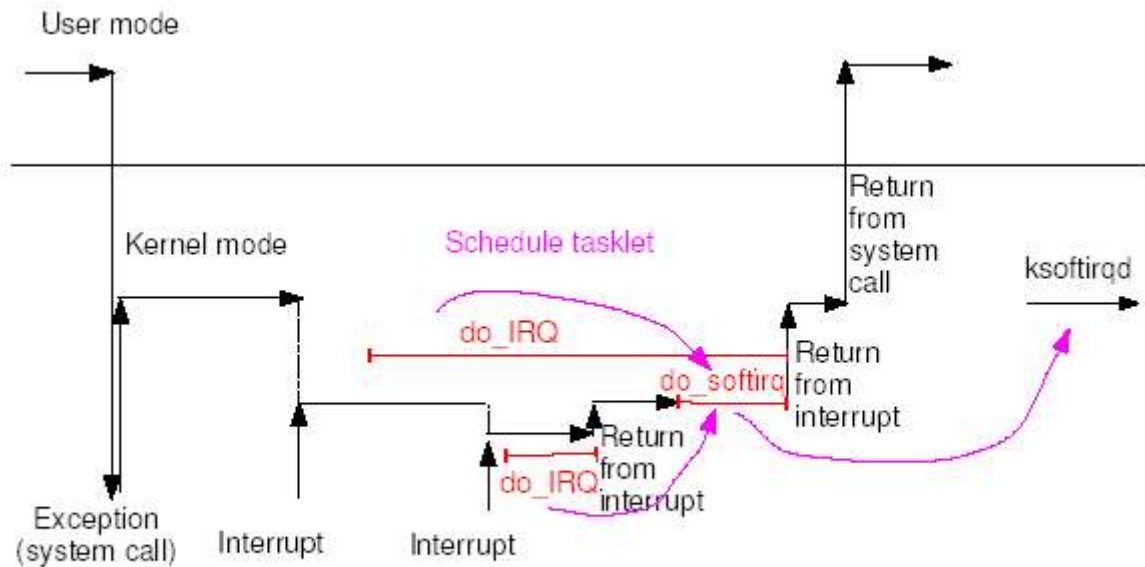 User mode
Kernel mode
Schedule tasklet
Return
from
system
call
ksoftirqd
do_IRQ
do_softirq
Return
from
interrupt
Return
from
interrupt
do_IRQ
Exception
(system call)
Interrupt
Interrupt